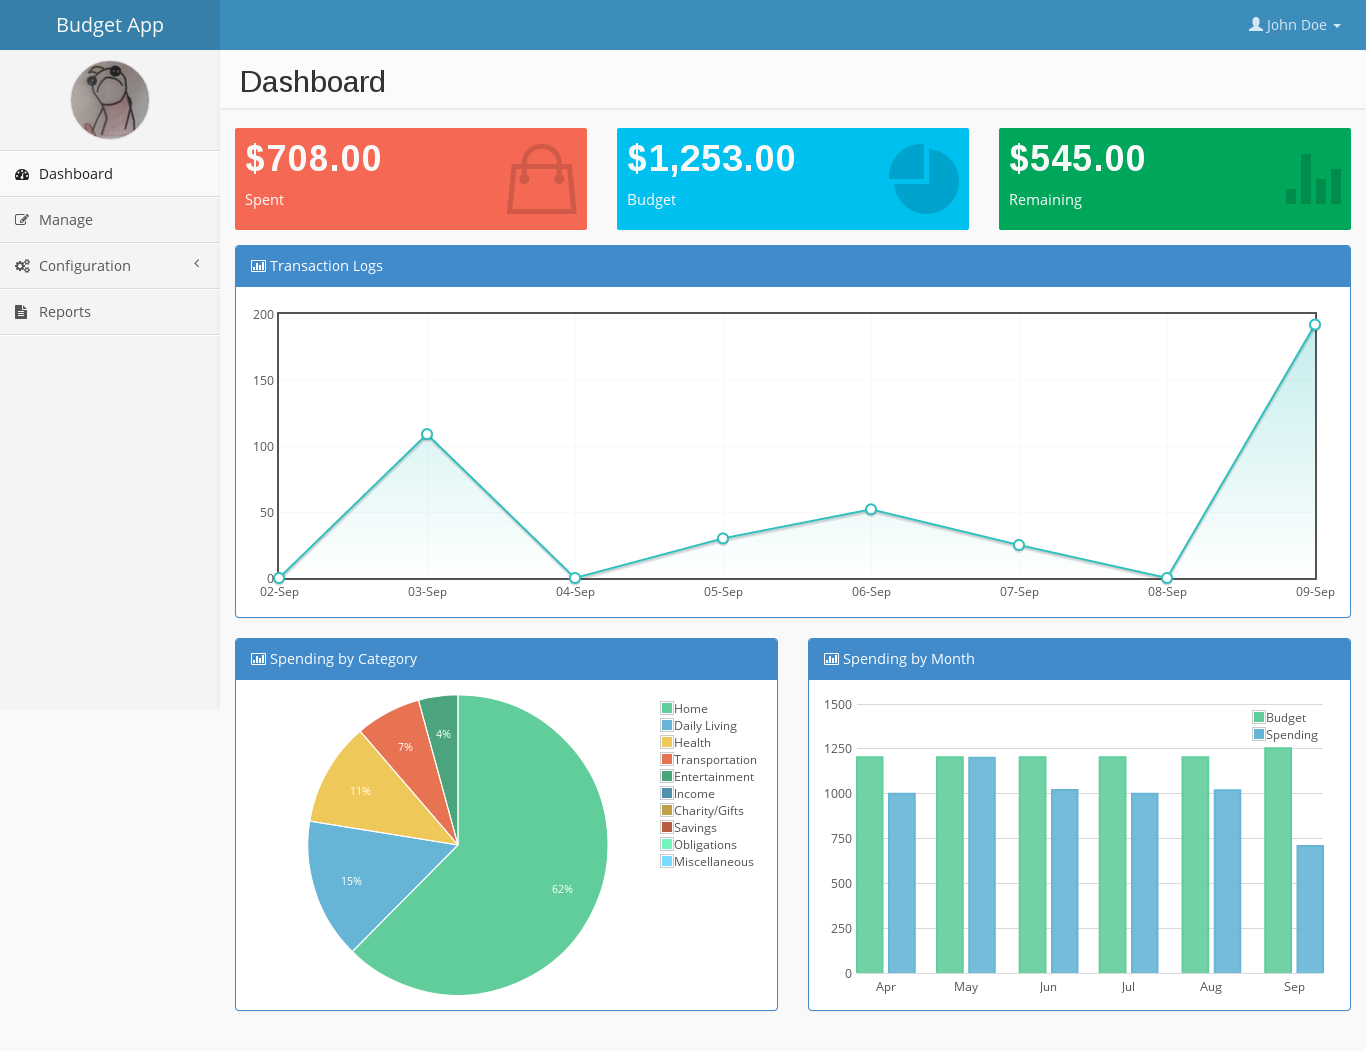 Budget App
John Doe
Dashboard
Dashboard
Manage
Configuration
Reports
$708.00
Spent
$1,253.00
Budget
$545.00
Remaining
Transaction Logs
200
150
100
50
0
02-Sep 03-Sep 04-Sep 05-Sep 06-Sep 07-Sep 08-Sep 09-Sep
Spending by Category
4%
7%
11%
15%
62%
Home
Daily Living
Health
Transportation
Entertainment
Income
Charity/Gifts
Savings
Obligations
Miscellaneous
Spending by Month
1500
1250
1000
750
500
250
0
Budget
Spending
Apr May Jun Jul Aug Sep